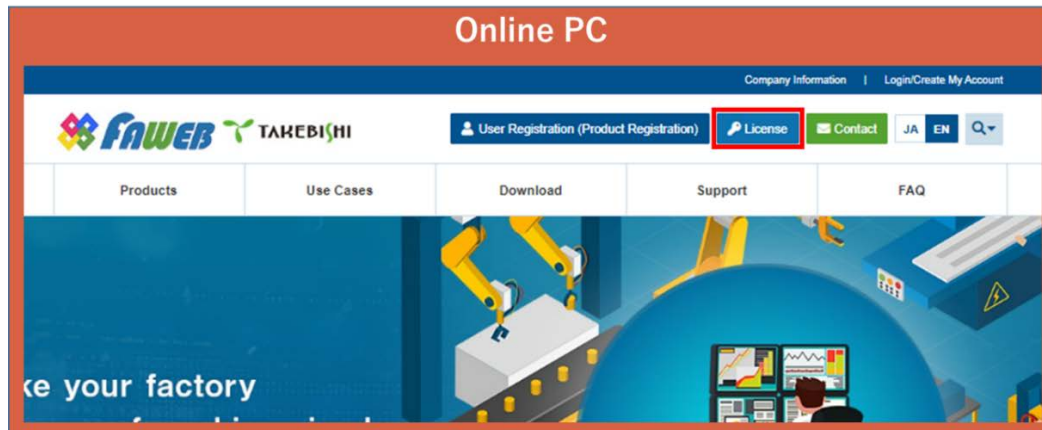 Online PC
Company Information | Login/Create My Account
FAWEB TAKEBISHI User Registration (Product Registration) License Contact JA EN
Products Use Cases Download Support FAQ
ke your factory